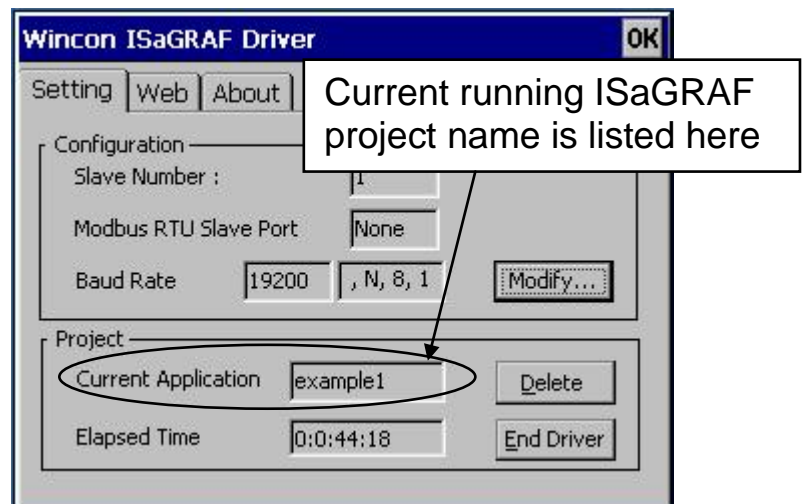 Wincon ISaGRAF Driver OK
Setting Web About
Current running ISaGRAF
project name is listed here
Configuration
Slave Number : 1
Modbus RTU Slave Port None
Baud Rate 19200 , N, 8, 1 Modify...
Project
Current Application example1 Delete
Elapsed Time 0:0:44:18 End Driver